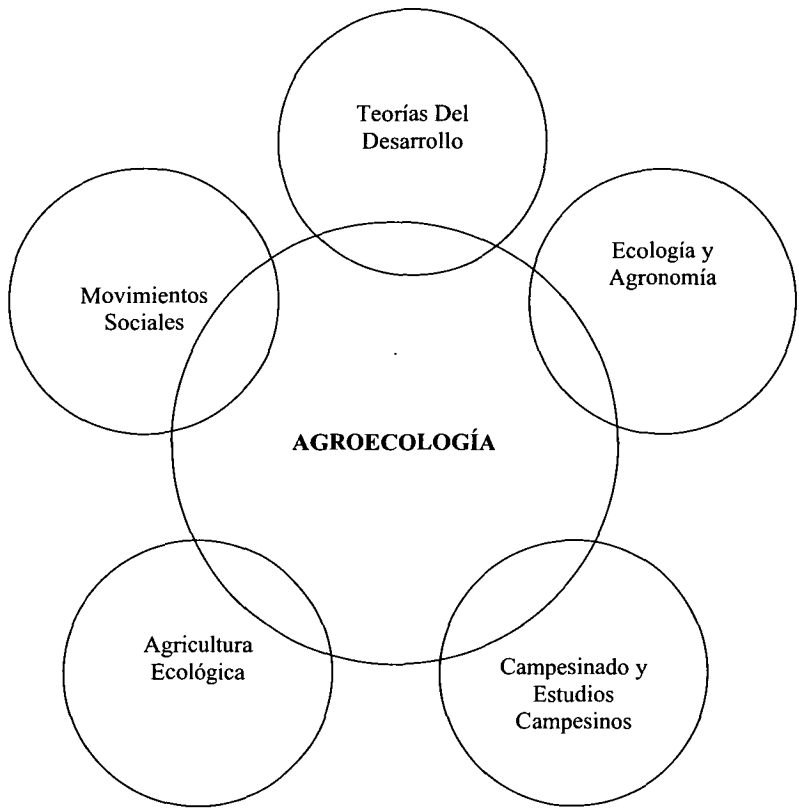 Teorías Del
Desarrollo
Ecología y
Agronomía
Movimientos
Sociales
AGROECOLOGÍA
Agricultura
Ecológica
Campesinado y
Estudios
Campesinos